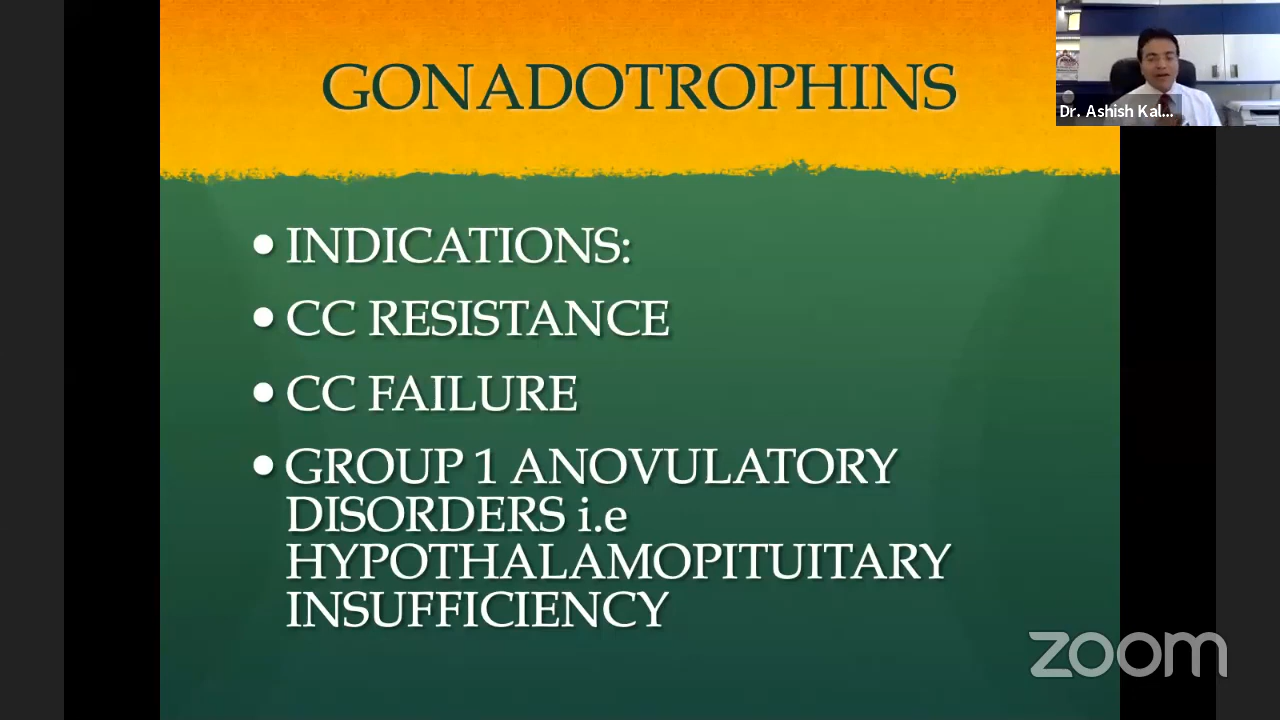 GONADOTROPHINS
Dr. Ashish Kal...
• INDICATIONS:
• CC RESISTANCE
• CC FAILURE
• GROUP 1 ANOVULATORY
DISORDERS i.e
HYPOTHALAMOPITUITARY
INSUFFICIENCY
zoom